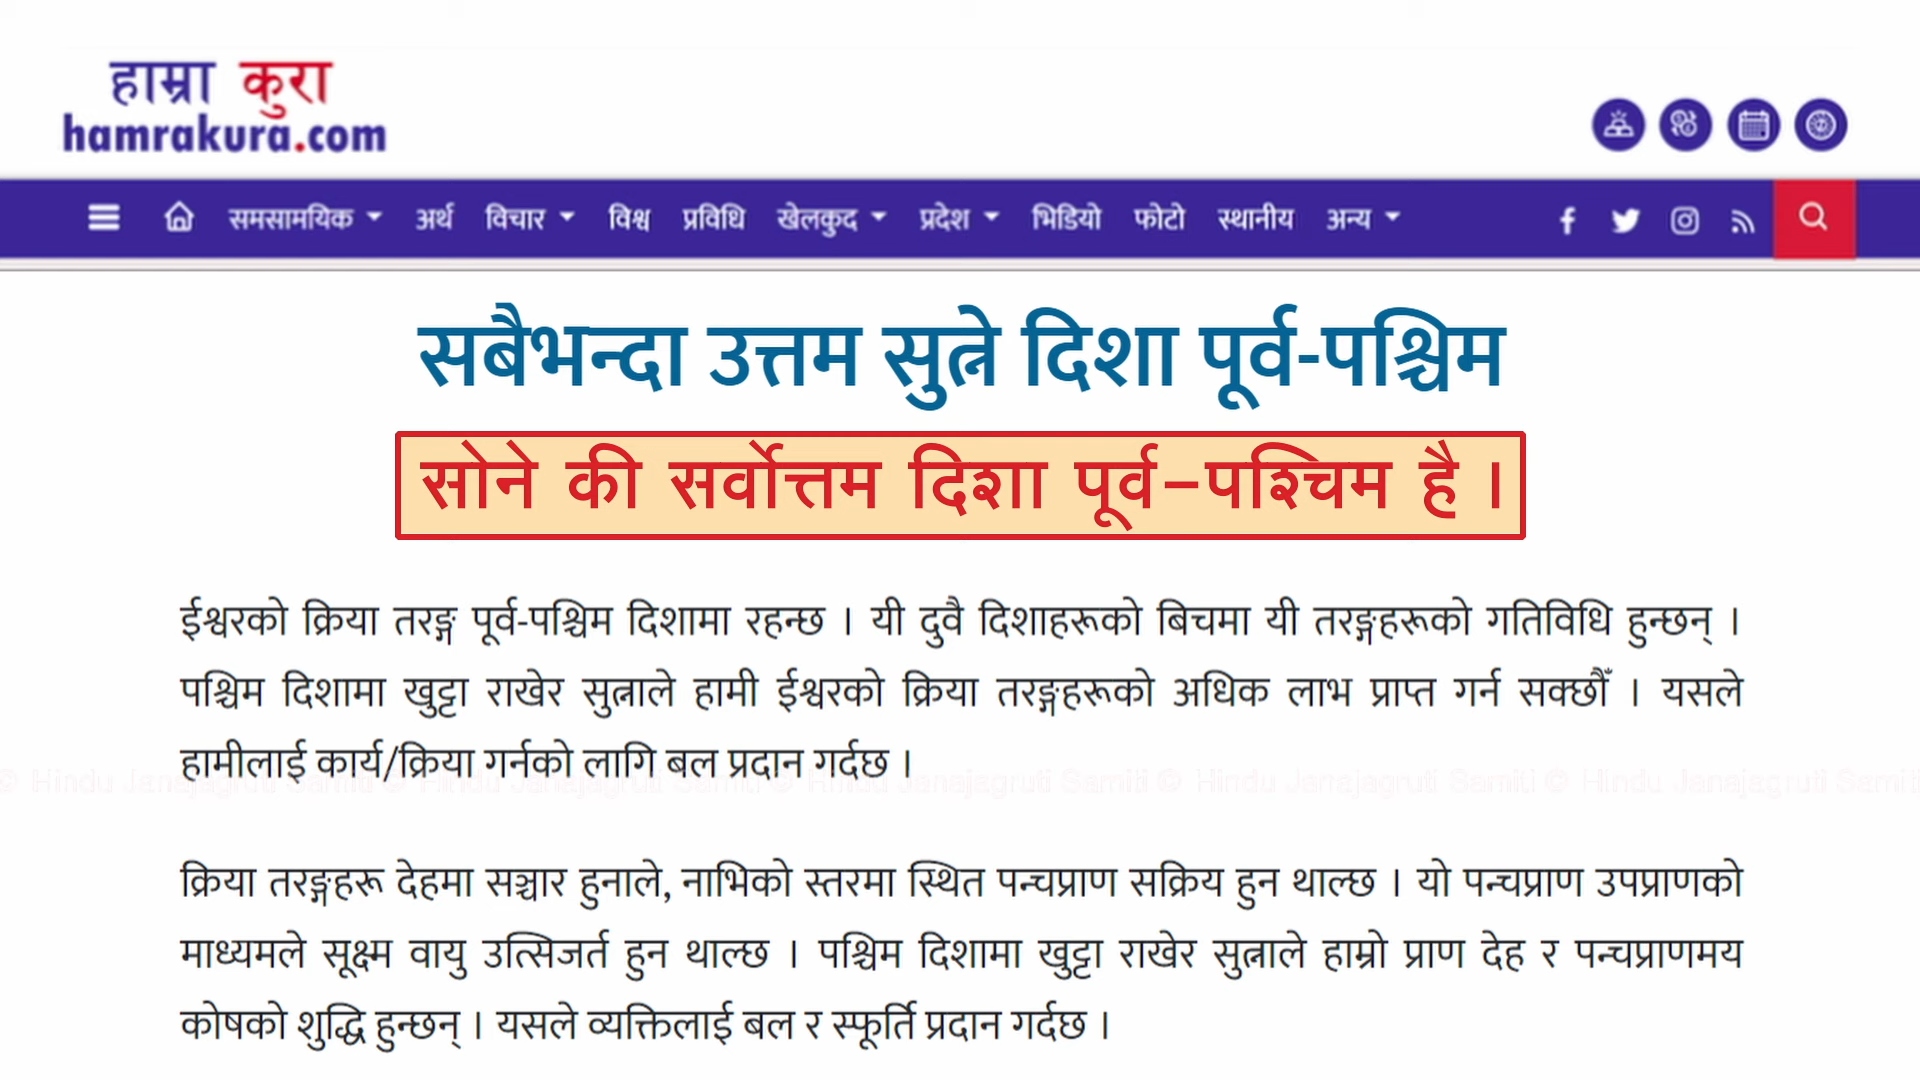 हाम्रा कुरा
hamrakura.com
समसामयिक अर्थ विचार विश्व प्रविधि खेलकुद प्रदेश भिडियो फोटो स्थानीय अन्य
सबैभन्दा उत्तम सुत्ने दिशा पूर्व-पश्चिम
सोने की सर्वोत्तम दिशा पूर्व–पश्चिम है ।
ईश्वरको क्रिया तरङ्ग पूर्व-पश्चिम दिशामा रहन्छ । यी दुवै दिशाहरूको बिचमा यी तरङ्गहरूको गतिविधि हुन्छन् ।
पश्चिम दिशामा खुट्टा राखेर सुत्नाले हामी ईश्वरको क्रिया तरङ्गहरूको अधिक लाभ प्राप्त गर्न सक्छौँ । यसले
हामीलाई कार्य/क्रिया गर्नको लागि बल प्रदान गर्दछ ।
© Hindu Janajagruti Samiti © Hindu Janajagruti Samiti © Hindu Janajagruti Samiti © Hindu Janajagruti Samiti © Hindu Janajagruti Samiti
क्रिया तरङ्गहरू देहमा सञ्चार हुनाले, नाभिको स्तरमा स्थित पन्चप्राण सक्रिय हुन थाल्छ । यो पन्चप्राण उपप्राणको
माध्यमले सूक्ष्म वायु उत्सिजर्त हुन थाल्छ । पश्चिम दिशामा खुट्टा राखेर सुत्नाले हाम्रो प्राण देह र पन्चप्राणमय
कोषको शुद्धि हुन्छन् । यसले व्यक्तिलाई बल र स्फूर्ति प्रदान गर्दछ ।